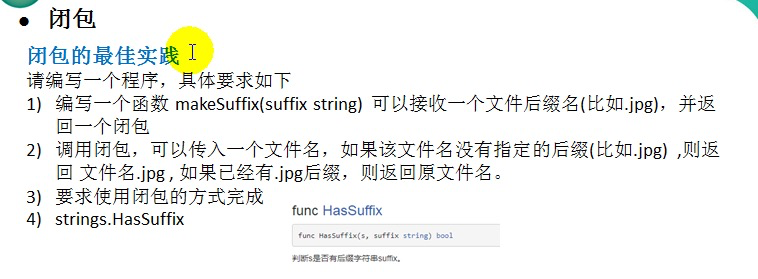 ● 闭包
闭包的最佳实践
请编写一个程序，具体要求如下
1) 编写一个函数 makeSuffix(suffix string) 可以接收一个文件后缀名(比如.jpg)，并返
回一个闭包
2) 调用闭包，可以传入一个文件名，如果该文件名没有指定的后缀(比如.jpg) ,则返
回 文件名.jpg , 如果已经有.jpg后缀，则返回原文件名。
3) 要求使用闭包的方式完成
4) strings.HasSuffix
func HasSuffix
func HasSuffix(s, suffix string) bool
判断s是否有后缀字符串suffix。